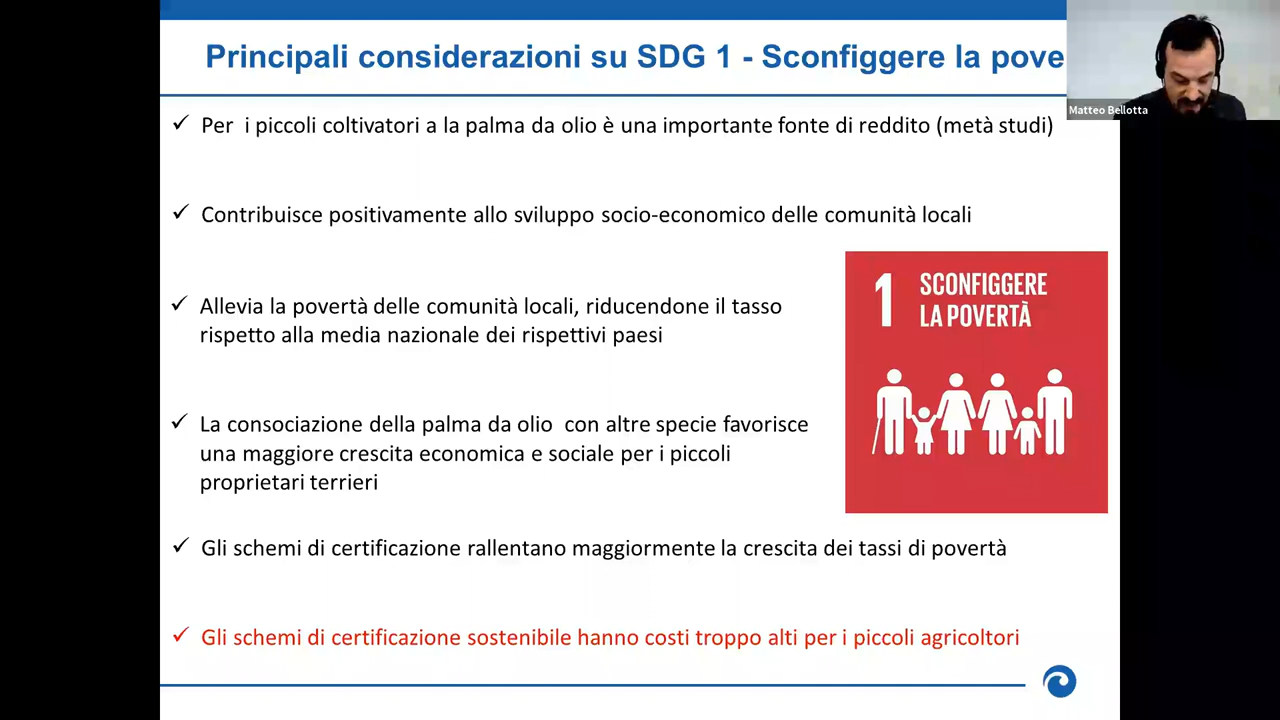 Principali considerazioni su SDG 1 - Sconfiggere la pove
Matteo Bellotta
✓ Per i piccoli coltivatori a la palma da olio è una importante fonte di reddito (metà studi)
✓ Contribuisce positivamente allo sviluppo socio-economico delle comunità locali
✓ Allevia la povertà delle comunità locali, riducendone il tasso
rispetto alla media nazionale dei rispettivi paesi
✓ La consociazione della palma da olio con altre specie favorisce
una maggiore crescita economica e sociale per i piccoli
proprietari terrieri
1 SCONFIGGERE
LA POVERTÀ
✓ Gli schemi di certificazione rallentano maggiormente la crescita dei tassi di povertà
✓ Gli schemi di certificazione sostenibile hanno costi troppo alti per i piccoli agricoltori